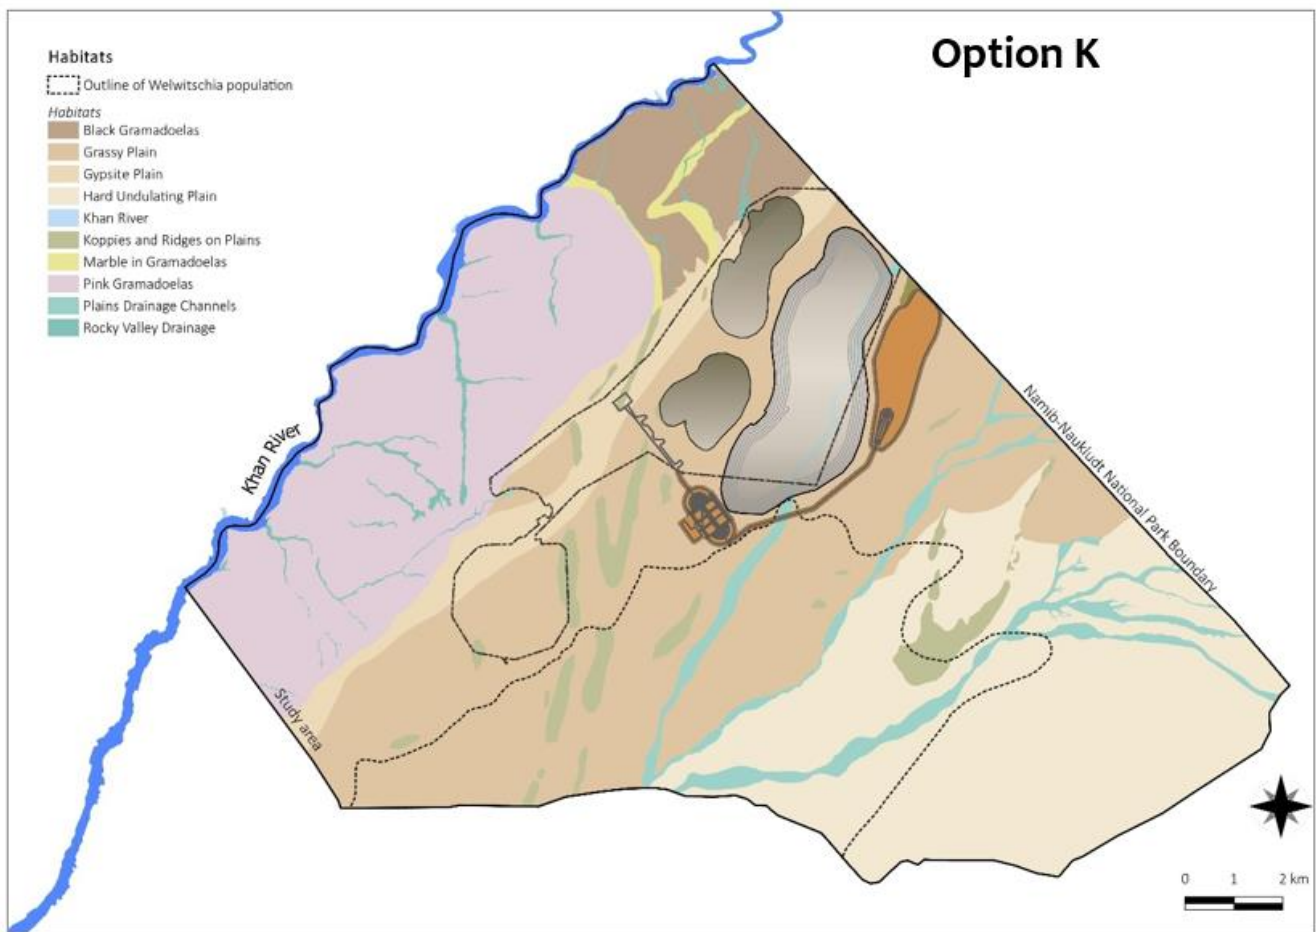 Option K
Habitats
Outline of Welwitschia population
Habitats
Black Gramadoelas
Grassy Plain
Gypsite Plain
Hard Undulating Plain
Khan River
Koppies and Ridges on Plains
Marble in Gramadoelas
Pink Gramadoelas
Plains Drainage Channels
Rocky Valley Drainage
Khan River
Namib-Naukludt National Park Boundary
Study area
0 1 2 km